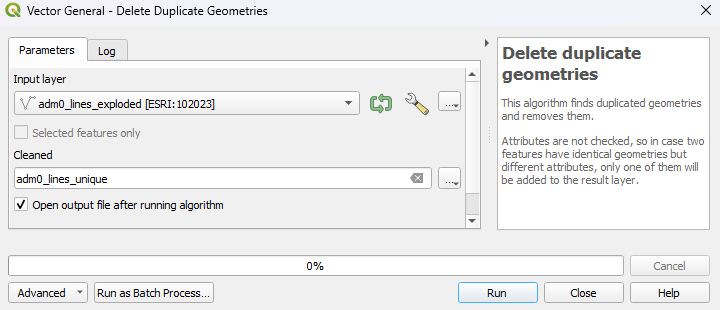 Vector General - Delete Duplicate Geometries
Parameters
Log
Input layer
adm0_lines_exploded [ESRI:102023]
...
Selected features only
Cleaned
adm0_lines_unique
...
Open output file after running algorithm
Delete duplicate
geometries
This algorithm finds duplicated geometries
and removes them.
Attributes are not checked, so in case two
features have identical geometries but
different attributes, only one of them will
be added to the result layer.
0%
Cancel
Advanced
Run as Batch Process...
Run
Close
Help